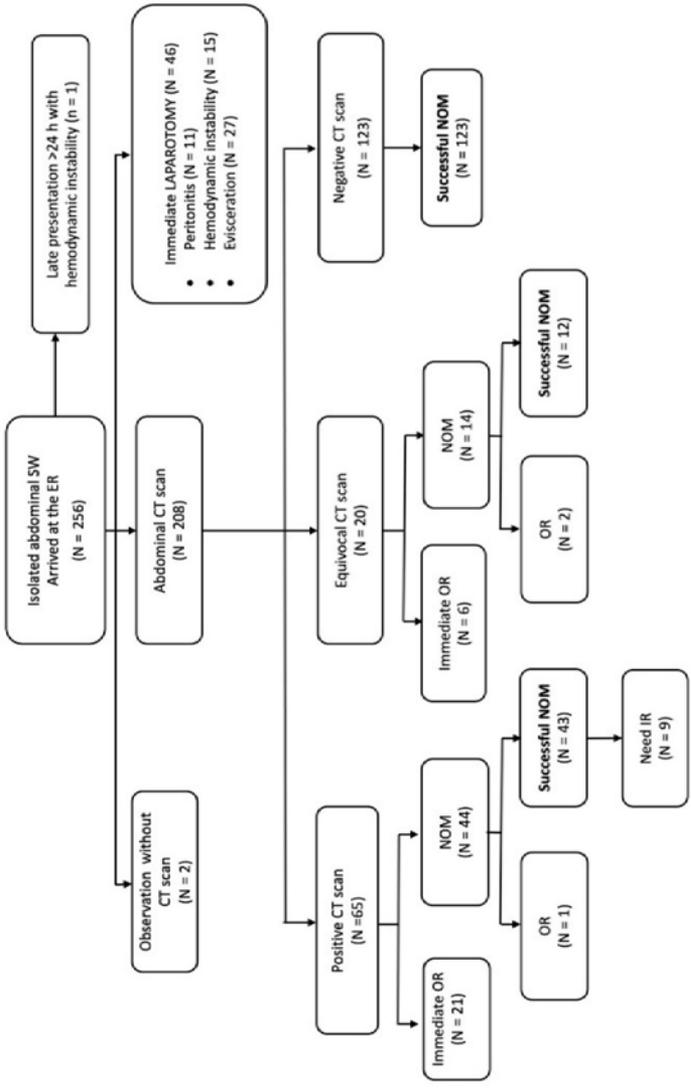 Isolated abdominal SW
Arrived at the ER
(N = 256)
Late presentation >24 h with
hemodynamic instability (n = 1)
Observation without
CT scan
(N = 2)
Abdominal CT scan
(N = 208)
Immediate LAPAROTOMY (N = 46)
• Peritonitis (N = 11)
• Hemodynamic instability (N = 15)
• Evisceration (N = 27)
Positive CT scan
(N =65)
Equivocal CT scan
(N = 20)
Negative CT scan
(N = 123)
Immediate OR
(N = 21)
NOM
(N = 44)
Immediate OR
(N = 6)
NOM
(N = 14)
Successful NOM
(N = 123)
OR
(N = 1)
Successful NOM
(N = 43)
OR
(N = 2)
Successful NOM
(N = 12)
Need IR
(N = 9)